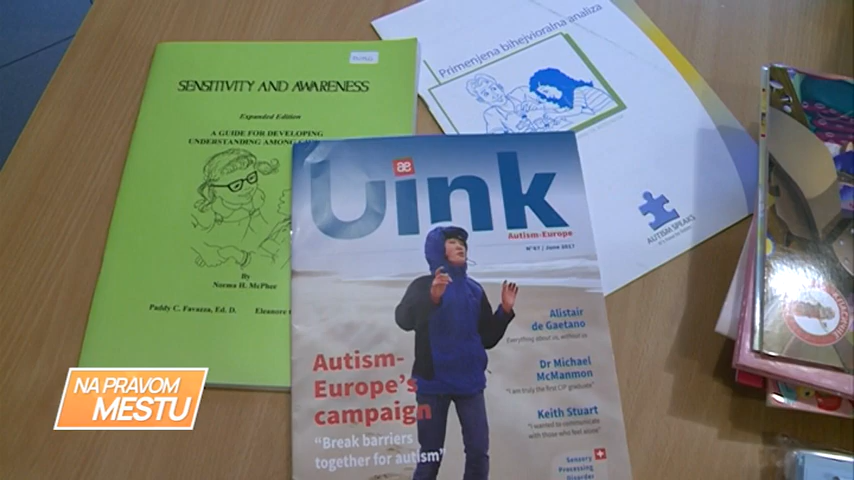 SENSITIVITY AND AWARENESS
Expanded Edition
A GUIDE FOR DEVELOPING
UNDERSTANDING AMONG
By
Norma H. McPhee
Paddy C. Favazza, Ed. D.
Primenjena bihejvioralna analiza
AUTISM SPEAKS
æ
Uink
Autism-Europe
N°67 | June 2017
Alistair
de Gaetano
Everything about us, without us
Dr Michael
McManmon
"I am truly the first CIP graduate"
Keith Stuart
"I wanted to communicate
with those who feel alone"
Sensory
Processing
Disorder
Autism-
Europe's
campaign
"Break barriers
together for autism"
NA PRAVOM
MESTU